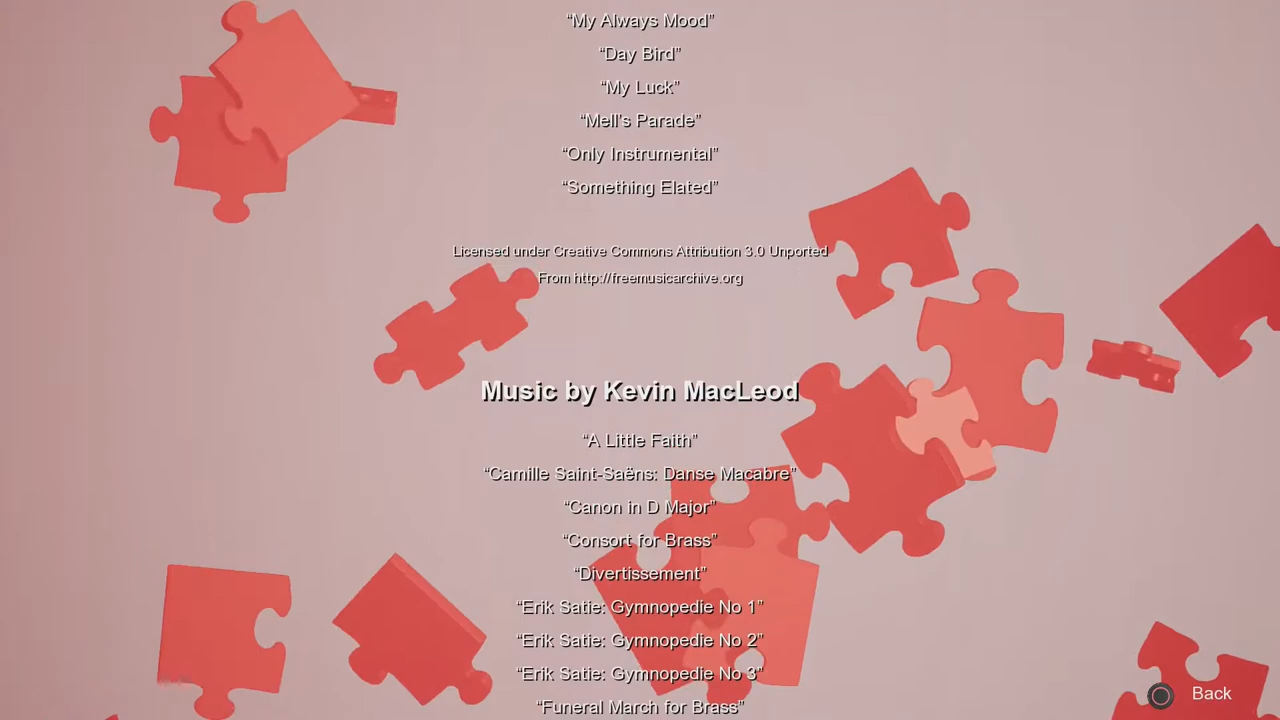 “My Always Mood”
“Day Bird”
“My Luck”
“Mell's Parade”
“Only Instrumental”
“Something Elated”
Licensed under Creative Commons Attribution 3.0 Unported
From http://freemusicarchive.org
Music by Kevin MacLeod
“A Little Faith”
“Camille Saint-Saëns: Danse Macabre”
“Canon in D Major”
“Consort for Brass”
“Divertissement”
“Erik Satie: Gymnopedie No 1”
“Erik Satie: Gymnopedie No 2”
“Erik Satie: Gymnopedie No 3”
“Funeral March for Brass”
Back